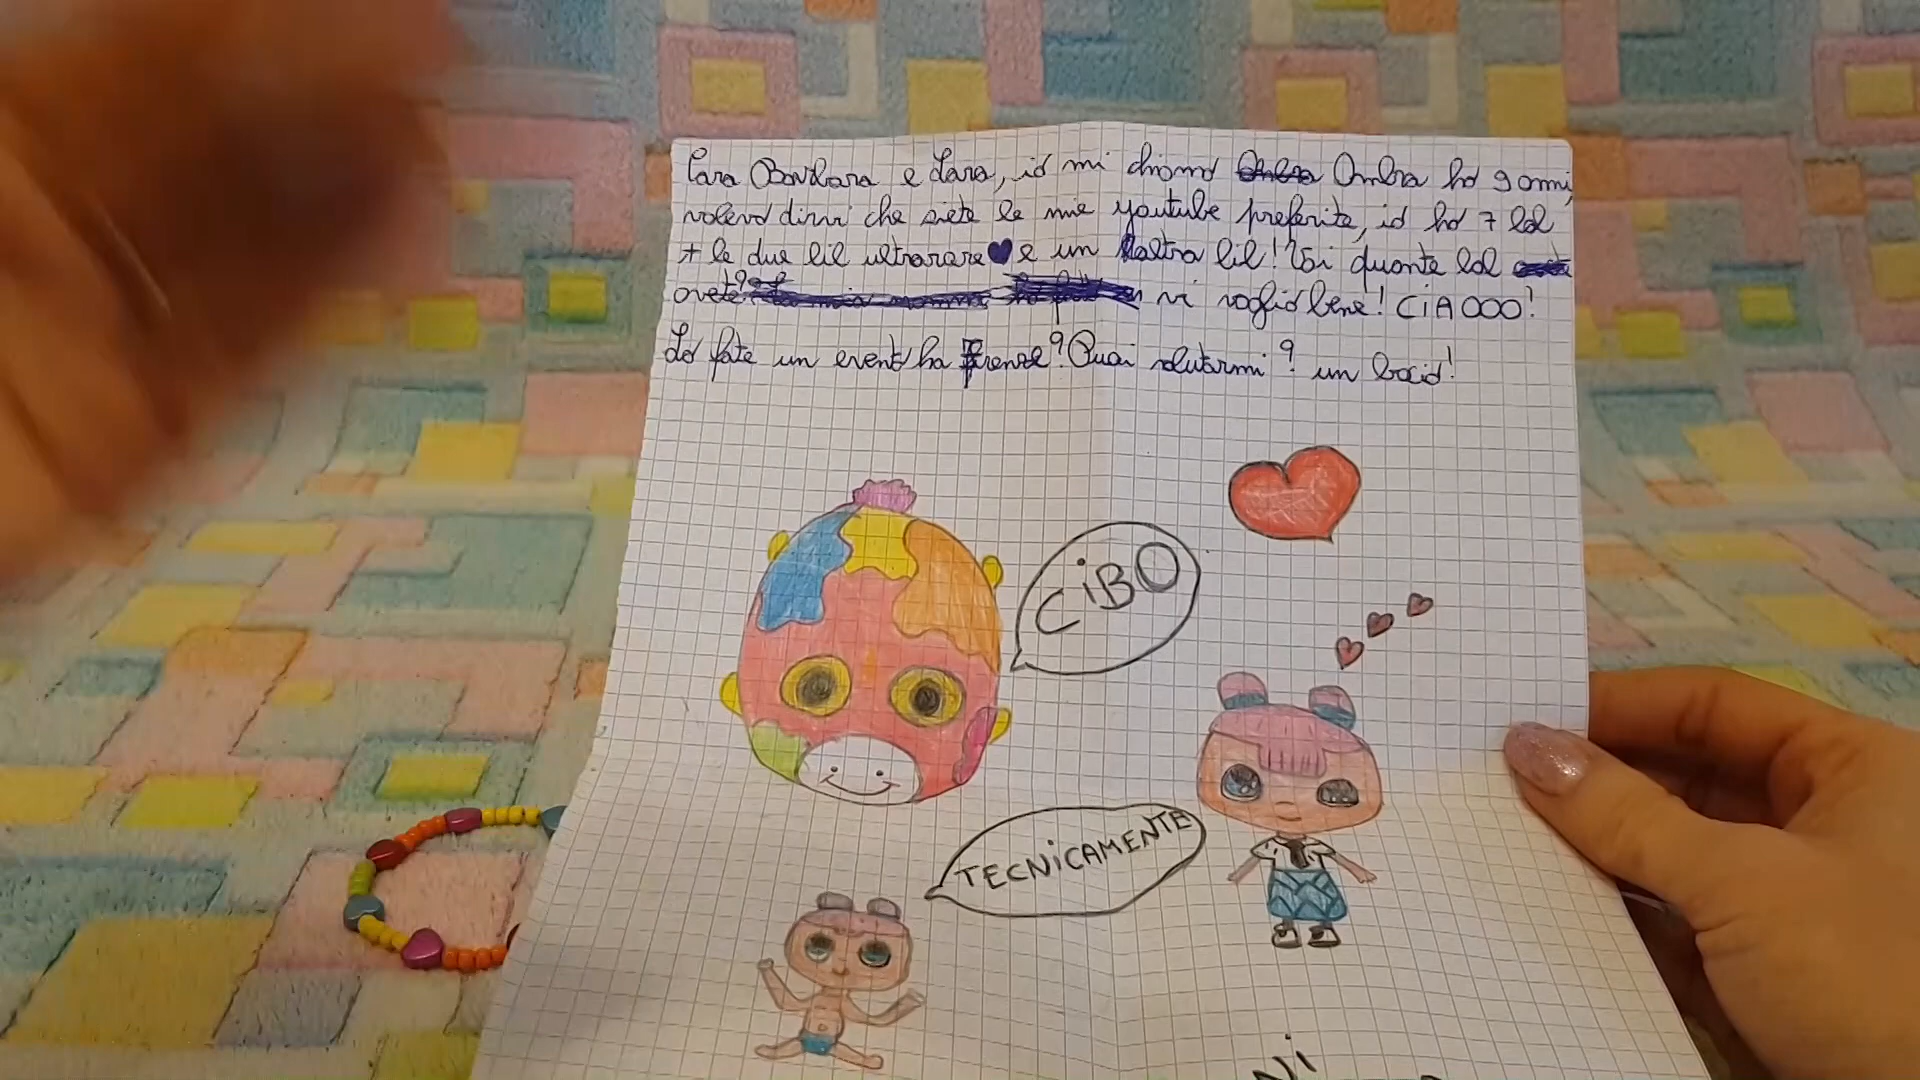 Cara Barbara e Lara, io mi chiamo Ombra ho 9 anni,
volevo dirvi che siete le mie youtube preferite, io ho 7 lol
+ le due lil ultrarare e un altra lil! Voi quante lol
avete? vi voglio bene! CiAOOO!
Lo fate un evento ha Firenze? Puoi salutarmi? un bacio!
CiBO
TECNiCAMENTE